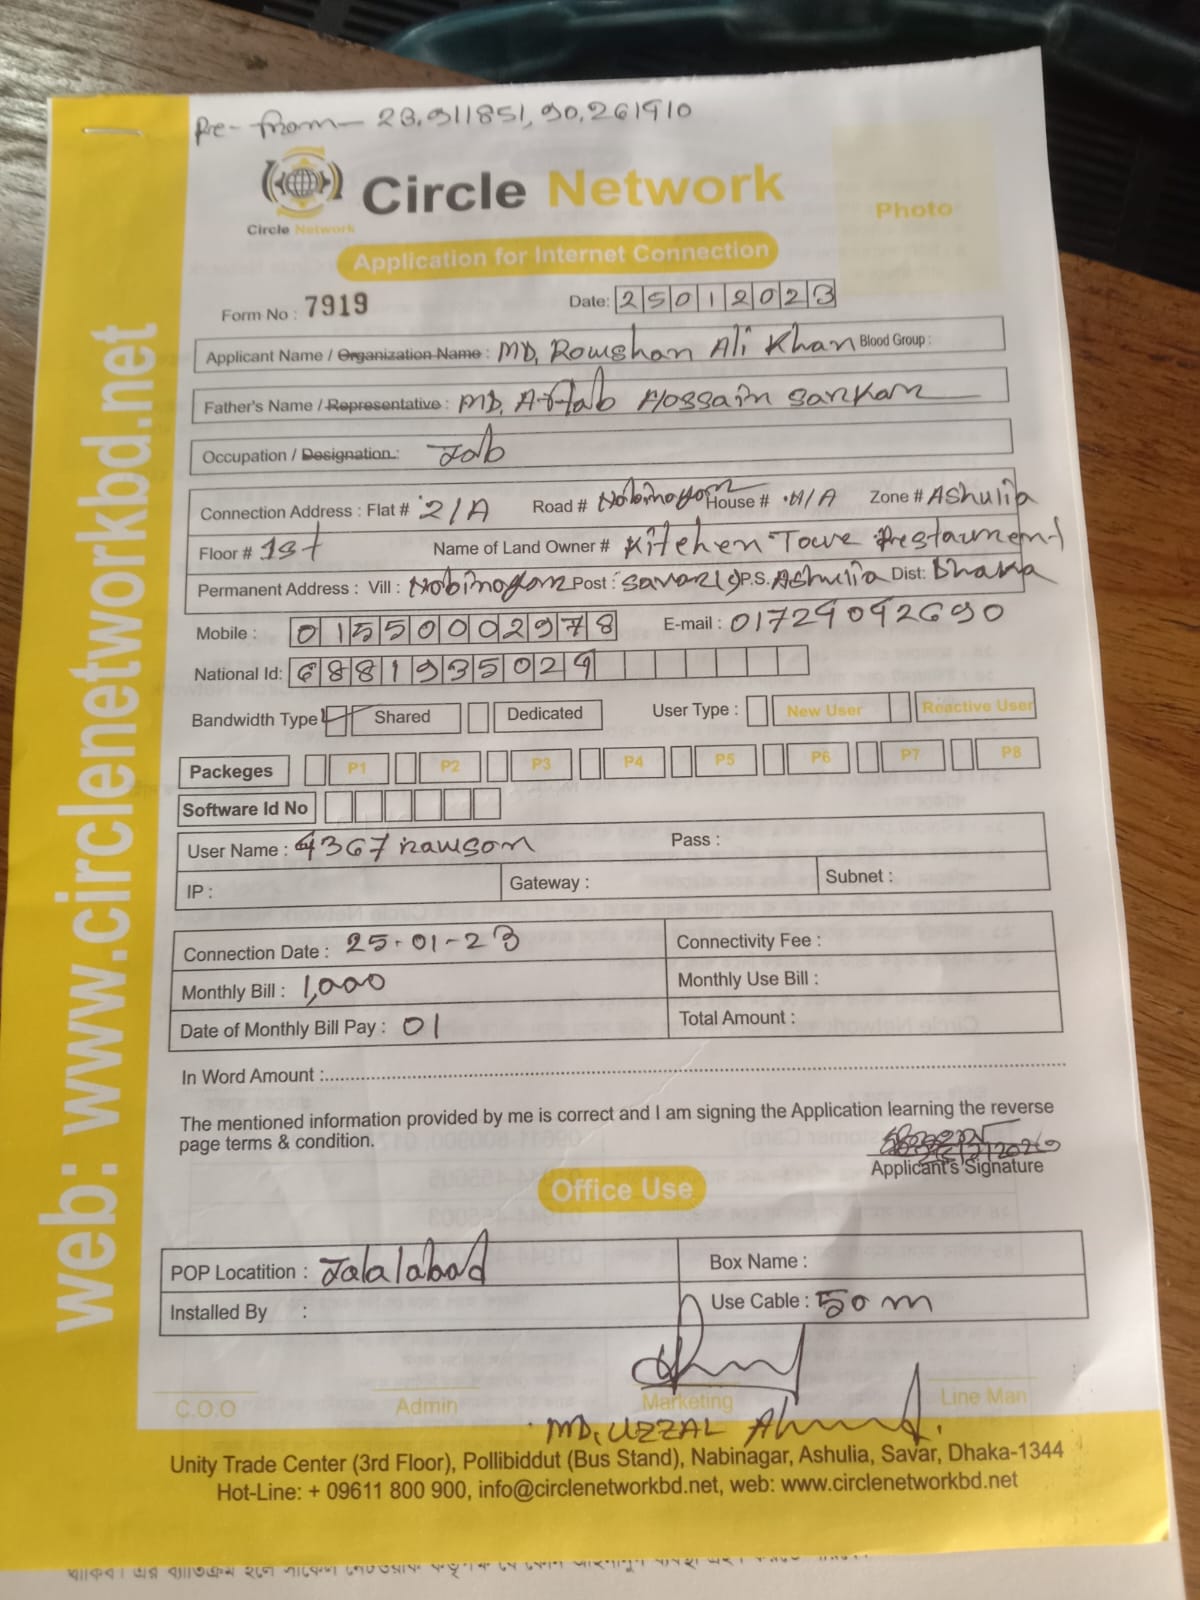 Pre- from- 23.911851, 90.261910
Circle Network
Circle Network
Photo
Application for Internet Connection
Form No : 7919 Date: 25012023
Applicant Name / Organization Name : MD, Rowshan Ali Khan Blood Group :
Father's Name / Representative : MD, Aftab Hossain Sarkar
Occupation / Designation : Job
Connection Address : Flat # 21/A Road # Nobinogor House # /A Zone # Ashulia
Floor # 1st Name of Land Owner # Kitchen Towe Restaurnend
Permanent Address : Vill : Nobinogor Post : Savar P.S. Ashulia Dist: Dhaka
Mobile : 01550002978 E-mail : 01729092690
National Id: 6881935029
Bandwidth Type Shared Dedicated User Type : New User Reactive User
Packeges P1 P2 P3 P4 P5 P6 P7 P8
Software Id No
User Name : 4367 rawson Pass :
IP : Gateway : Subnet :
Connection Date : 25-01-23 Connectivity Fee :
Monthly Bill : 1,000 Monthly Use Bill :
Date of Monthly Bill Pay : 01 Total Amount :
In Word Amount :
The mentioned information provided by me is correct and I am signing the Application learning the reverse
page terms & condition.
Applicant's Signature
Office Use
POP Locatition : Jalalabad Box Name :
Installed By : Use Cable : 50 m
C.O.O Admin Marketing Line Man
MD, UZZAL Ahmed.
Unity Trade Center (3rd Floor), Pollibiddut (Bus Stand), Nabinagar, Ashulia, Savar, Dhaka-1344
Hot-Line: + 09611 800 900, info@circlenetworkbd.net, web: www.circlenetworkbd.net
web: www.circlenetworkbd.net